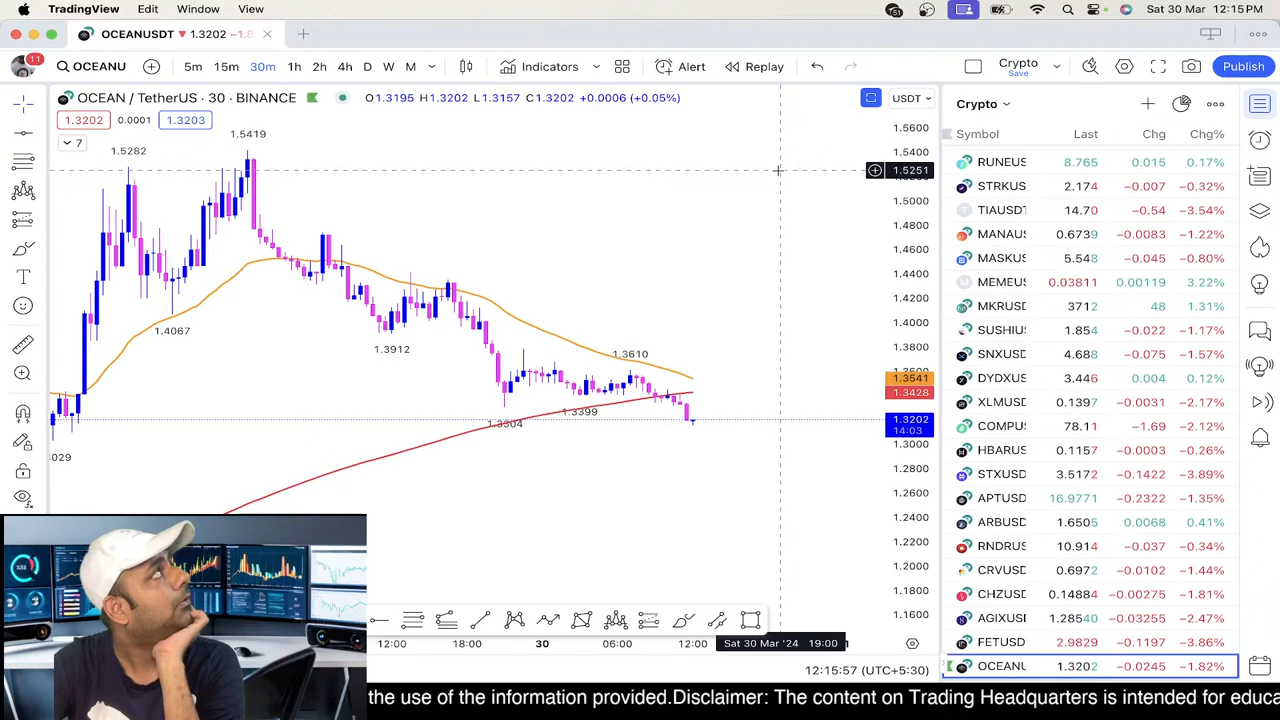 TradingView Edit Window View Sat 30 Mar 12:15 PM
OCEANUSDT ▼ 1.3202 −1.8
11 OCEANU 5m 15m 30m 1h 2h 4h D W M Indicators Alert Replay Crypto Save Publish
OCEAN / TetherUS · 30 · BINANCE O1.3195 H1.3202 L1.3157 C1.3202 +0.0006 (+0.05%) USDT
1.3202 0.0001 1.3203
7
1.5282
1.5419
1.4067
1.3912
1.3304
1.3399
1.3610
029
1.5600
1.5400
1.5251
1.5000
1.4800
1.4600
1.4400
1.4200
1.4000
1.3800
1.3541
1.3428
1.3202
14:03
1.3000
1.2800
1.2600
1.2400
1.2200
1.2000
1.1800
1.1600
12:00 18:00 30 06:00 12:00 Sat 30 Mar '24 19:00
12:15:57 (UTC+5:30)
Crypto
Symbol Last Chg Chg%
RUNEUS 8.765 0.015 0.17%
STRKUS 2.174 −0.007 −0.32%
TIAUSDT 14.70 −0.54 −3.54%
MANAUS 0.6739 −0.0083 −1.22%
MASKUS 5.548 −0.045 −0.80%
MEMEUS 0.03811 0.00119 3.22%
MKRUSD 3712 48 1.31%
SUSHIUS 1.854 −0.022 −1.17%
SNXUSD 4.688 −0.075 −1.57%
DYDXUS 3.446 0.004 0.12%
XLMUSD 0.1397 −0.0031 −2.17%
COMPU 78.11 −1.69 −2.12%
HBARUS 0.1157 −0.0003 −0.26%
STXUSD 3.5172 −0.1422 −3.89%
APTUSD 16.9771 −0.2322 −1.35%
ARBUSD 1.6505 0.0068 0.41%
RNDRUS 10.914 −0.037 −0.34%
CRVUSD 0.6972 −0.0102 −1.44%
CHZUSD 0.14884 −0.00275 −1.81%
AGIXUS 1.28540 −0.03255 −2.47%
FETUSD 2.9829 −0.1197 −3.86%
OCEANU 1.3202 −0.0245 −1.82%
the use of the information provided.Disclaimer: The content on Trading Headquarters is intended for educa